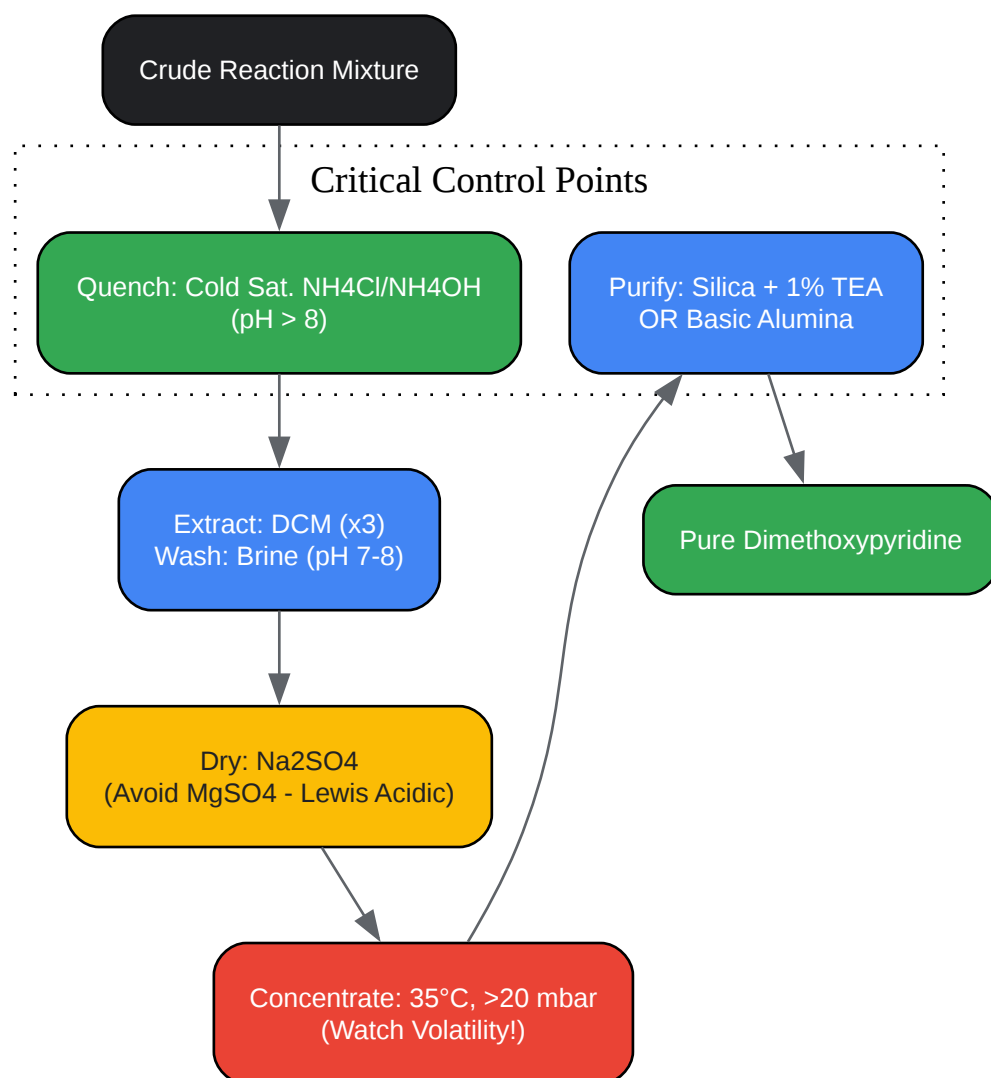 Crude Reaction Mixture
Critical Control Points
Quench: Cold Sat. NH4Cl/NH4OH
(pH > 8)
Purify: Silica + 1% TEA
OR Basic Alumina
Extract: DCM (x3)
Wash: Brine (pH 7-8)
Pure Dimethoxypyridine
Dry: Na2SO4
(Avoid MgSO4 - Lewis Acidic)
Concentrate: 35°C, >20 mbar
(Watch Volatility!)